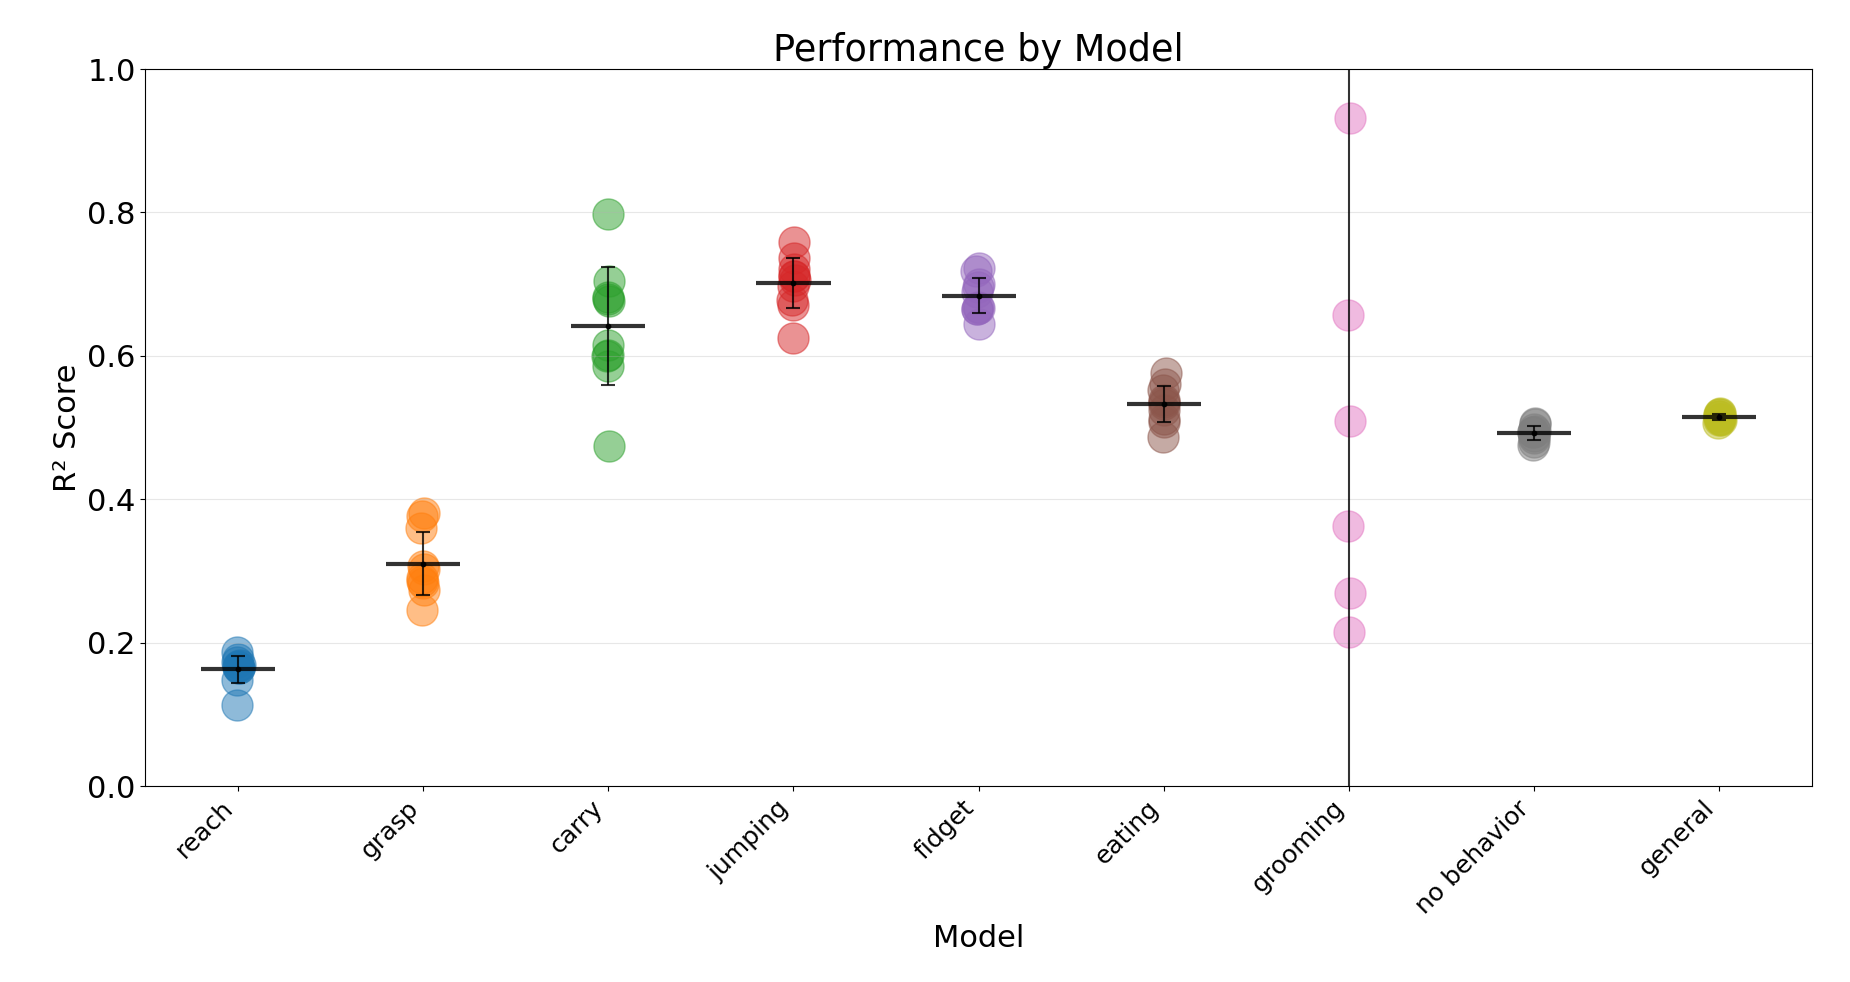 Performance by Model
R² Score
1.0
0.8
0.6
0.4
0.2
0.0
reach
grasp
carry
jumping
fidget
eating
grooming
no behavior
general
Model